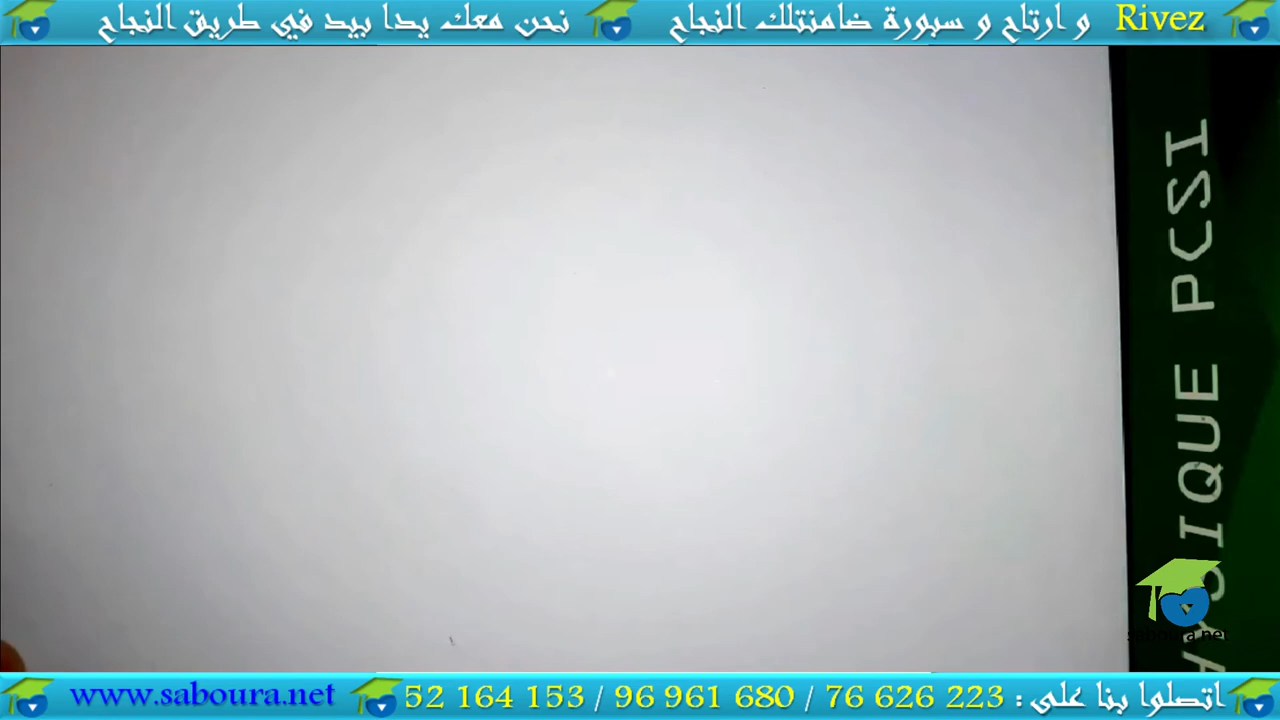 Rivez و ارتاح و سبورة ضامنتلك النجاح نحن معك يدا بيد في طريق النجاح
PHYSIQUE PCSI
saboura.net
www.saboura.net 52 164 153 / 96 961 680 / 76 626 223 : اتصلوا بنا على